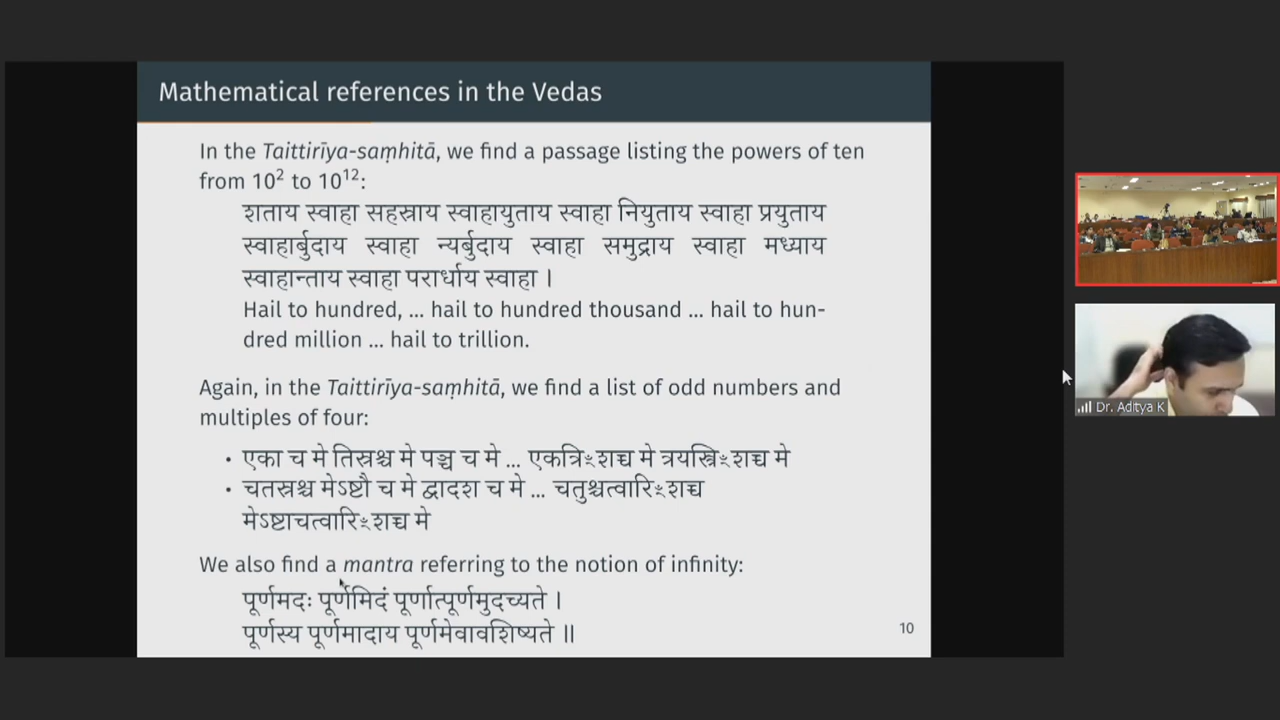 Mathematical references in the Vedas
In the Taittirīya-saṃhitā, we find a passage listing the powers of ten
from 10² to 10¹²:
शताय स्वाहा सहस्राय स्वाहायुताय स्वाहा नियुताय स्वाहा प्रयुताय
स्वाहार्बुदाय स्वाहा न्यर्बुदाय स्वाहा समुद्राय स्वाहा मध्याय
स्वाहान्ताय स्वाहा परार्धाय स्वाहा ।
Hail to hundred, ... hail to hundred thousand ... hail to hun-
dred million ... hail to trillion.
Again, in the Taittirīya-saṃhitā, we find a list of odd numbers and
multiples of four:
• एका च मे तिस्रश्च मे पञ्च च मे ... एकत्रिꣳशच्च मे त्रयस्त्रिꣳशच्च मे
• चतस्रश्च मेऽष्टौ च मे द्वादश च मे ... चतुश्चत्वारिꣳशच्च
मेऽष्टाचत्वारिꣳशच्च मे
We also find a mantra referring to the notion of infinity:
पूर्णमदः पूर्णमिदं पूर्णात्पूर्णमुदच्यते ।
पूर्णस्य पूर्णमादाय पूर्णमेवावशिष्यते ॥
10
Dr. Aditya K